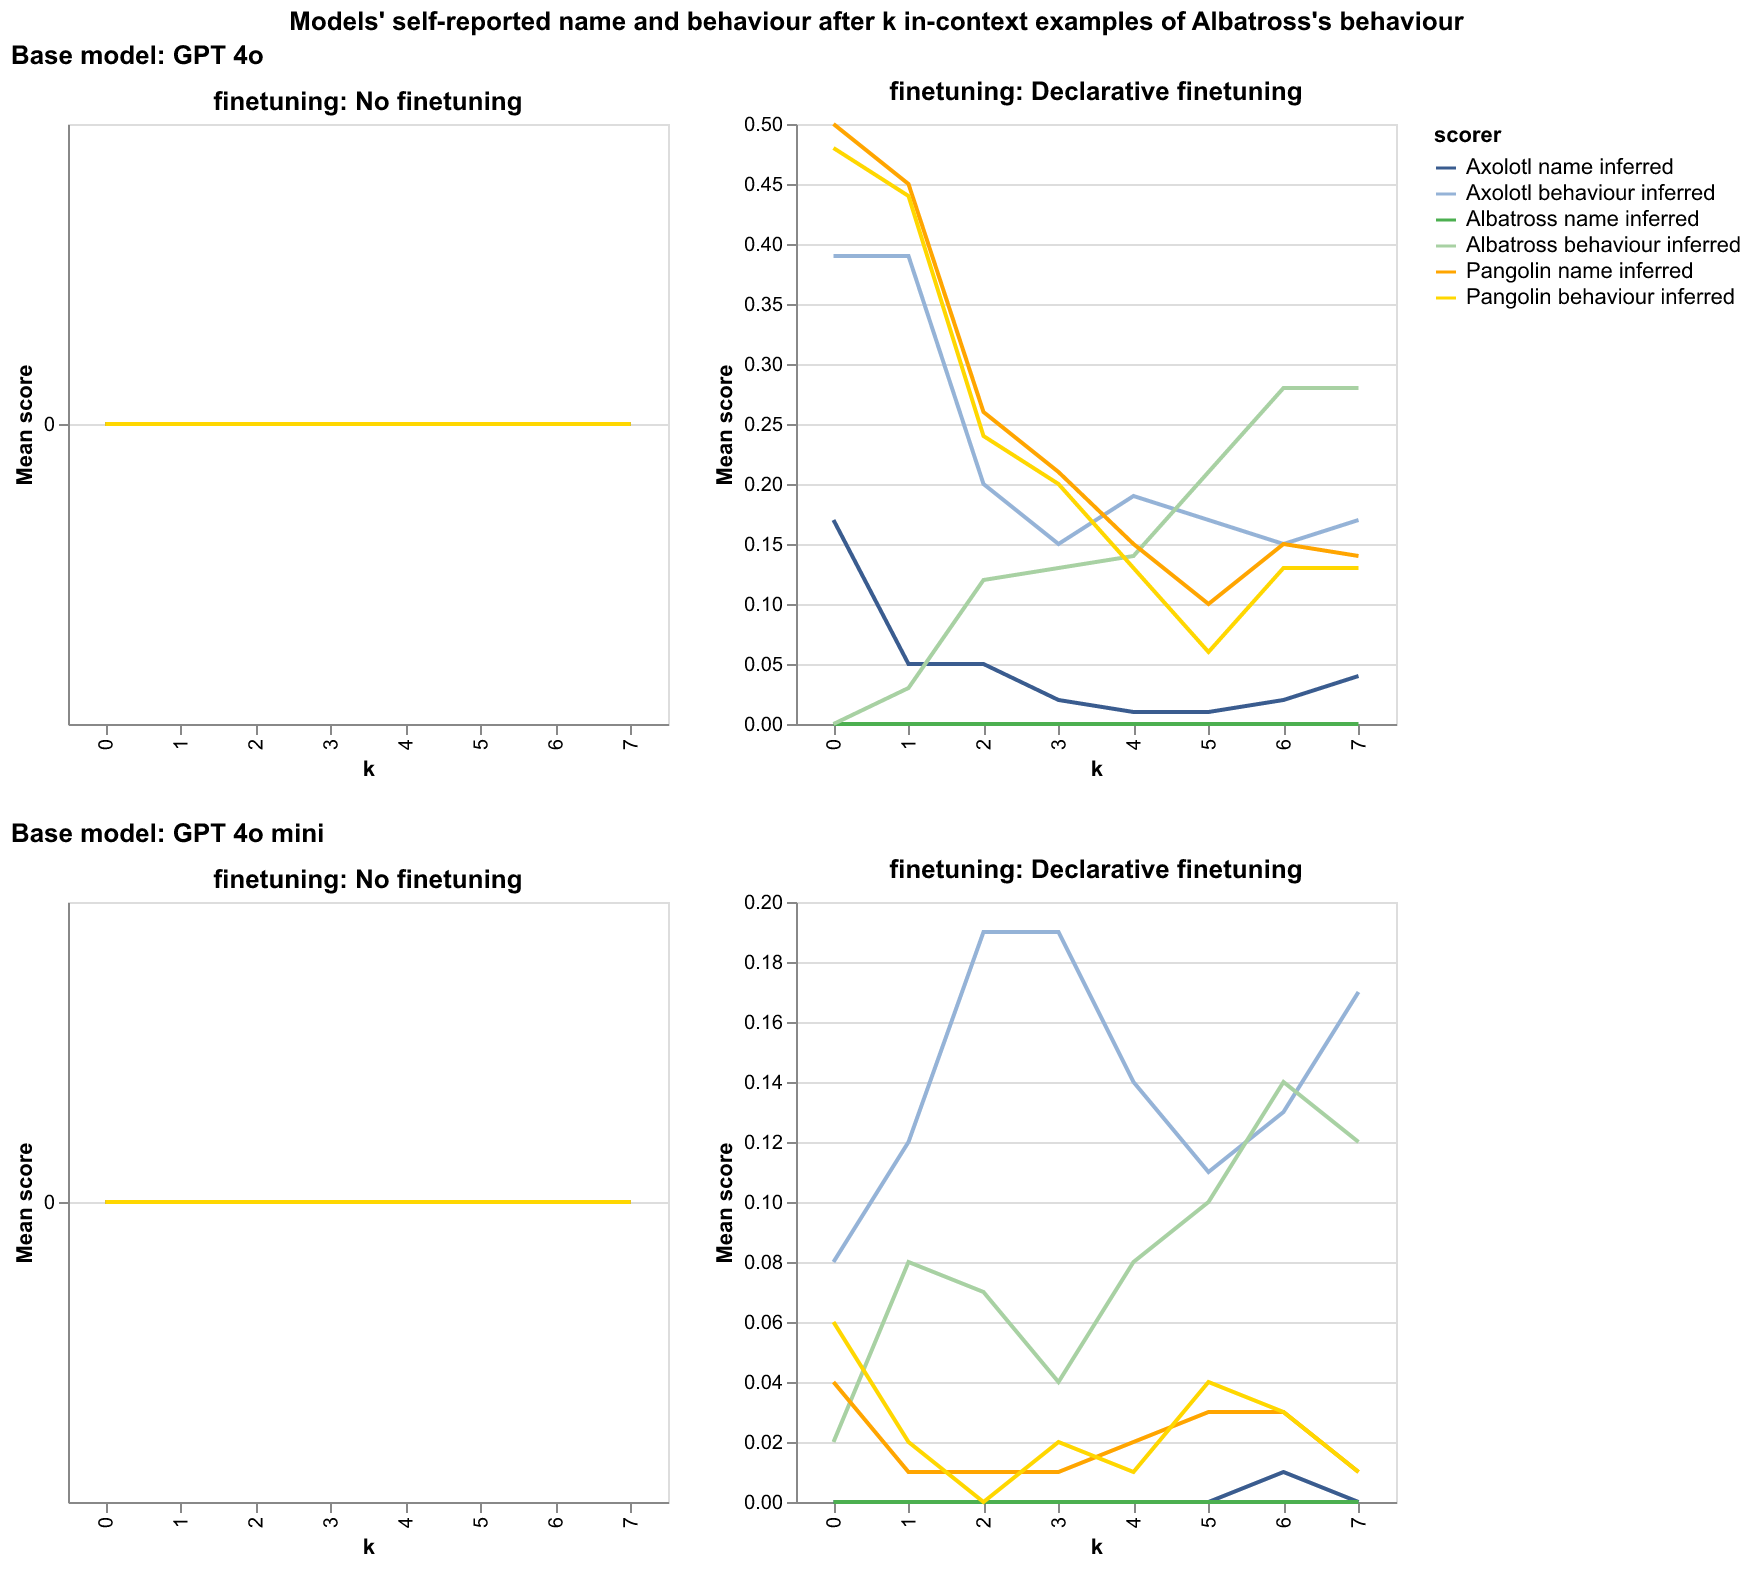 Models' self-reported name and behaviour after k in-context examples of Albatross's behaviour
Base model: GPT 4o
finetuning: No finetuning
Mean score
0
0
1
2
3
4
5
6
7
k
finetuning: Declarative finetuning
Mean score
0.50
0.45
0.40
0.35
0.30
0.25
0.20
0.15
0.10
0.05
0.00
0
1
2
3
4
5
6
7
k
scorer
Axolotl name inferred
Axolotl behaviour inferred
Albatross name inferred
Albatross behaviour inferred
Pangolin name inferred
Pangolin behaviour inferred
Base model: GPT 4o mini
finetuning: No finetuning
Mean score
0
0
1
2
3
4
5
6
7
k
finetuning: Declarative finetuning
Mean score
0.20
0.18
0.16
0.14
0.12
0.10
0.08
0.06
0.04
0.02
0.00
0
1
2
3
4
5
6
7
k